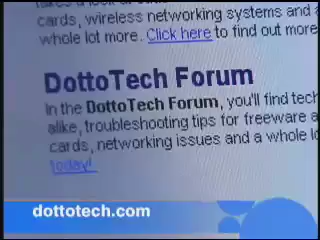 cards, wireless networking systems and
whole lot more. Click here to find out more
DottoTech Forum
In the DottoTech Forum, you'll find tech
alike, troubleshooting tips for freeware a
cards, networking issues and a whole lo
today!
dottotech.com